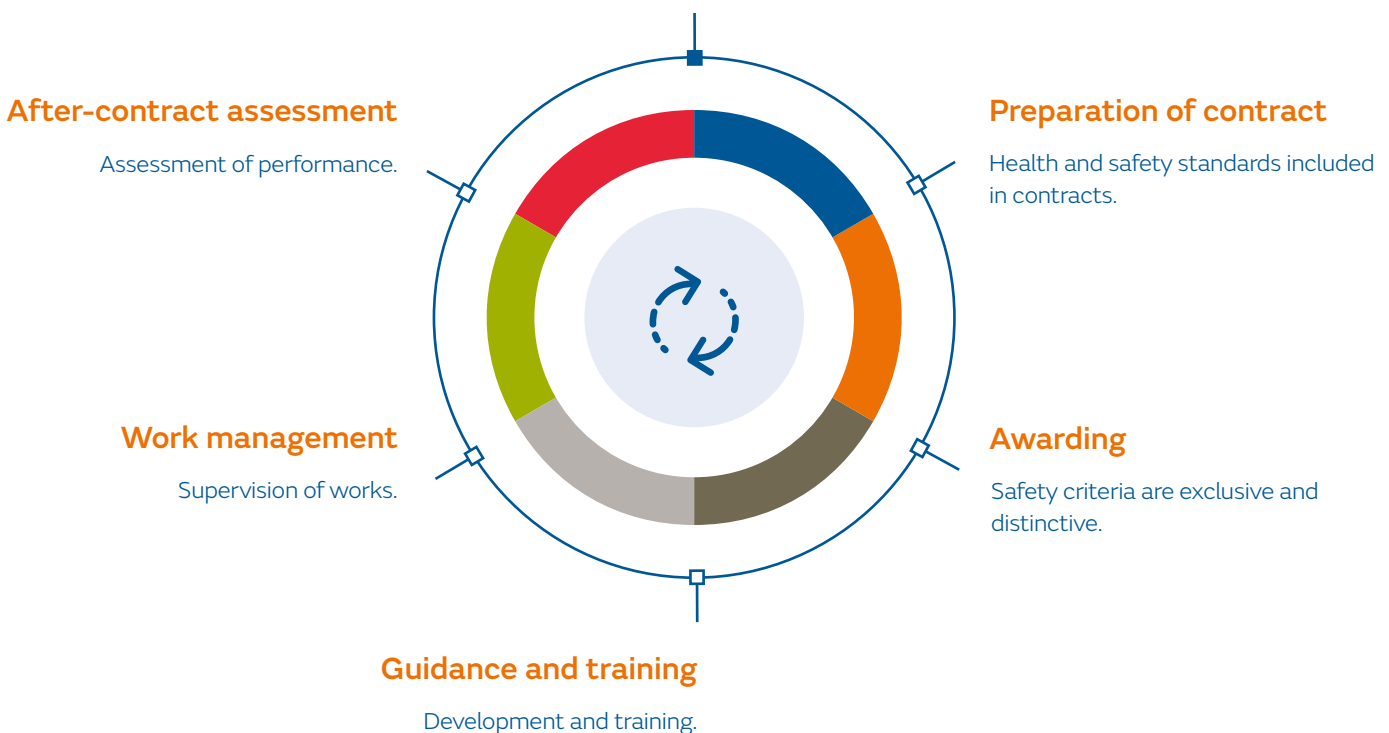 After-contract assessment
Assessment of performance.
Preparation of contract
Health and safety standards included
in contracts.
Work management
Supervision of works.
Awarding
Safety criteria are exclusive and
distinctive.
Guidance and training
Development and training.